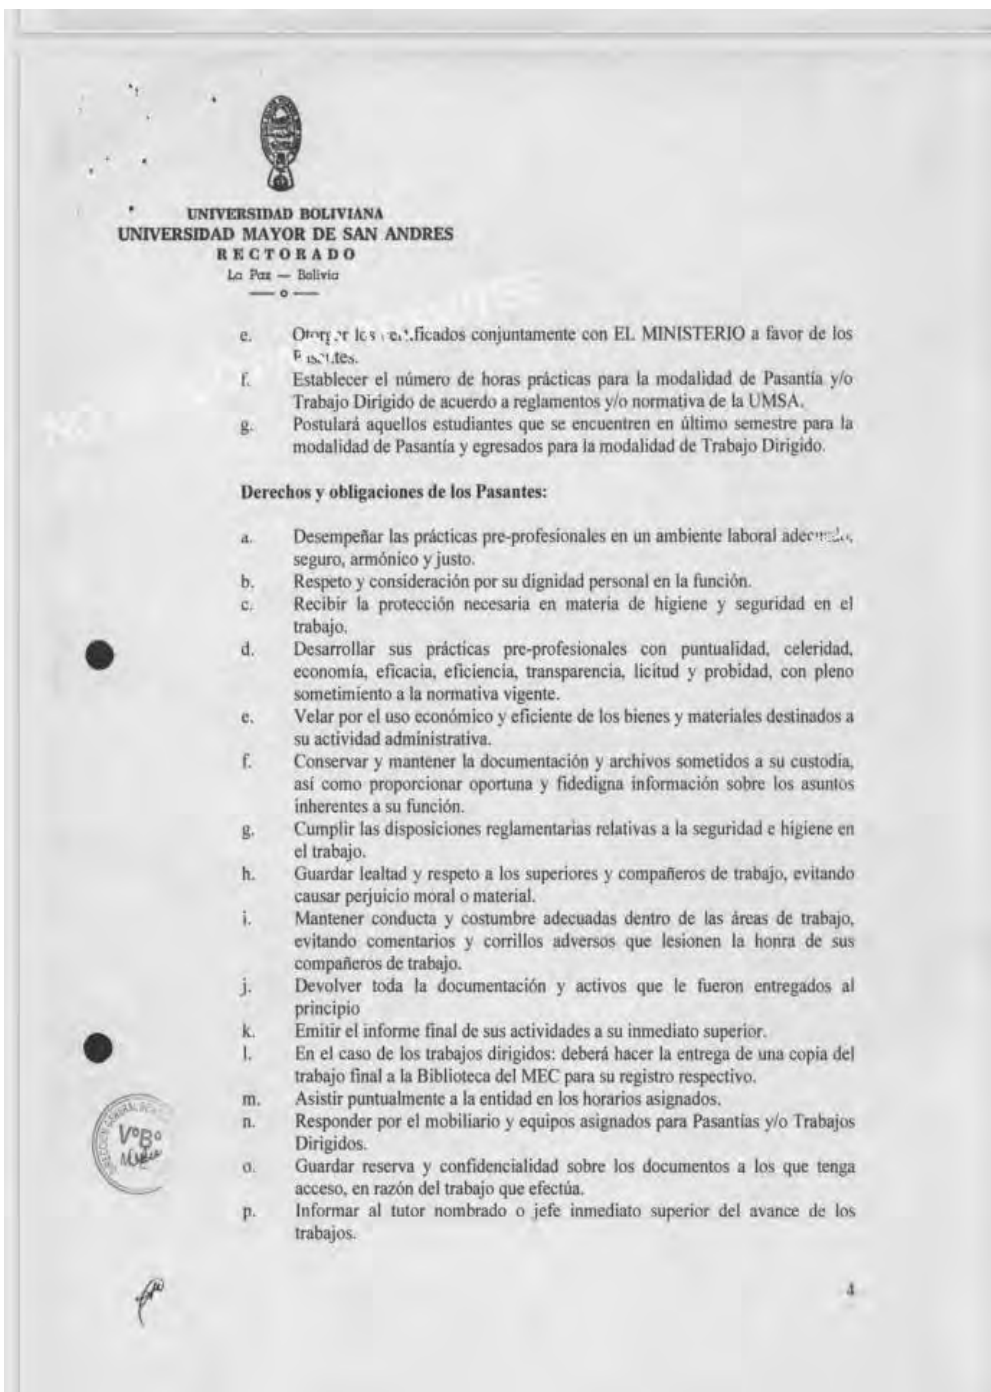 UNIVERSIDAD BOLIVIANA
UNIVERSIDAD MAYOR DE SAN ANDRES
RECTORADO
La Paz — Bolivia
e. los conjuntamente con EL MINISTERIO a favor de los
f. Establecer el número de horas prácticas para la modalidad de Pasantía y/o
Trabajo Dirigido de acuerdo a reglamentos y/o normativa de la UMSA.
g. Postulará aquellos estudiantes que se encuentren en último semestre para la
modalidad de Pasantía y egresados para la modalidad de Trabajo Dirigido.
Derechos y obligaciones de los Pasantes:
a. Desempeñar las prácticas pre-profesionales en un ambiente laboral adecuado,
seguro, armónico y justo.
b. Respeto y consideración por su dignidad personal en la función.
c. Recibir la protección necesaria en materia de higiene y seguridad en el
trabajo.
d. Desarrollar sus prácticas pre-profesionales con puntualidad, celeridad,
economía, eficacia, eficiencia, transparencia, licitud y probidad, con pleno
sometimiento a la normativa vigente.
e. Velar por el uso económico y eficiente de los bienes y materiales destinados a
su actividad administrativa.
f. Conservar y mantener la documentación y archivos sometidos a su custodia,
así como proporcionar oportuna y fidedigna información sobre los asuntos
inherentes a su función.
g. Cumplir las disposiciones reglamentarias relativas a la seguridad e higiene en
el trabajo.
h. Guardar lealtad y respeto a los superiores y compañeros de trabajo, evitando
causar perjuicio moral o material.
i. Mantener conducta y costumbre adecuadas dentro de las áreas de trabajo,
evitando comentarios y corrillos adversos que lesionen la honra de sus
compañeros de trabajo.
j. Devolver toda la documentación y activos que le fueron entregados al
principio
k. Emitir el informe final de sus actividades a su inmediato superior.
l. En el caso de los trabajos dirigidos: deberá hacer la entrega de una copia del
trabajo final a la Biblioteca del MEC para su registro respectivo.
m. Asistir puntualmente a la entidad en los horarios asignados.
n. Responder por el mobiliario y equipos asignados para Pasantías y/o Trabajos
Dirigidos.
o. Guardar reserva y confidencialidad sobre los documentos a los que tenga
acceso, en razón del trabajo que efectúa.
p. Informar al tutor nombrado o jefe inmediato superior del avance de los
trabajos.
VºBº
4